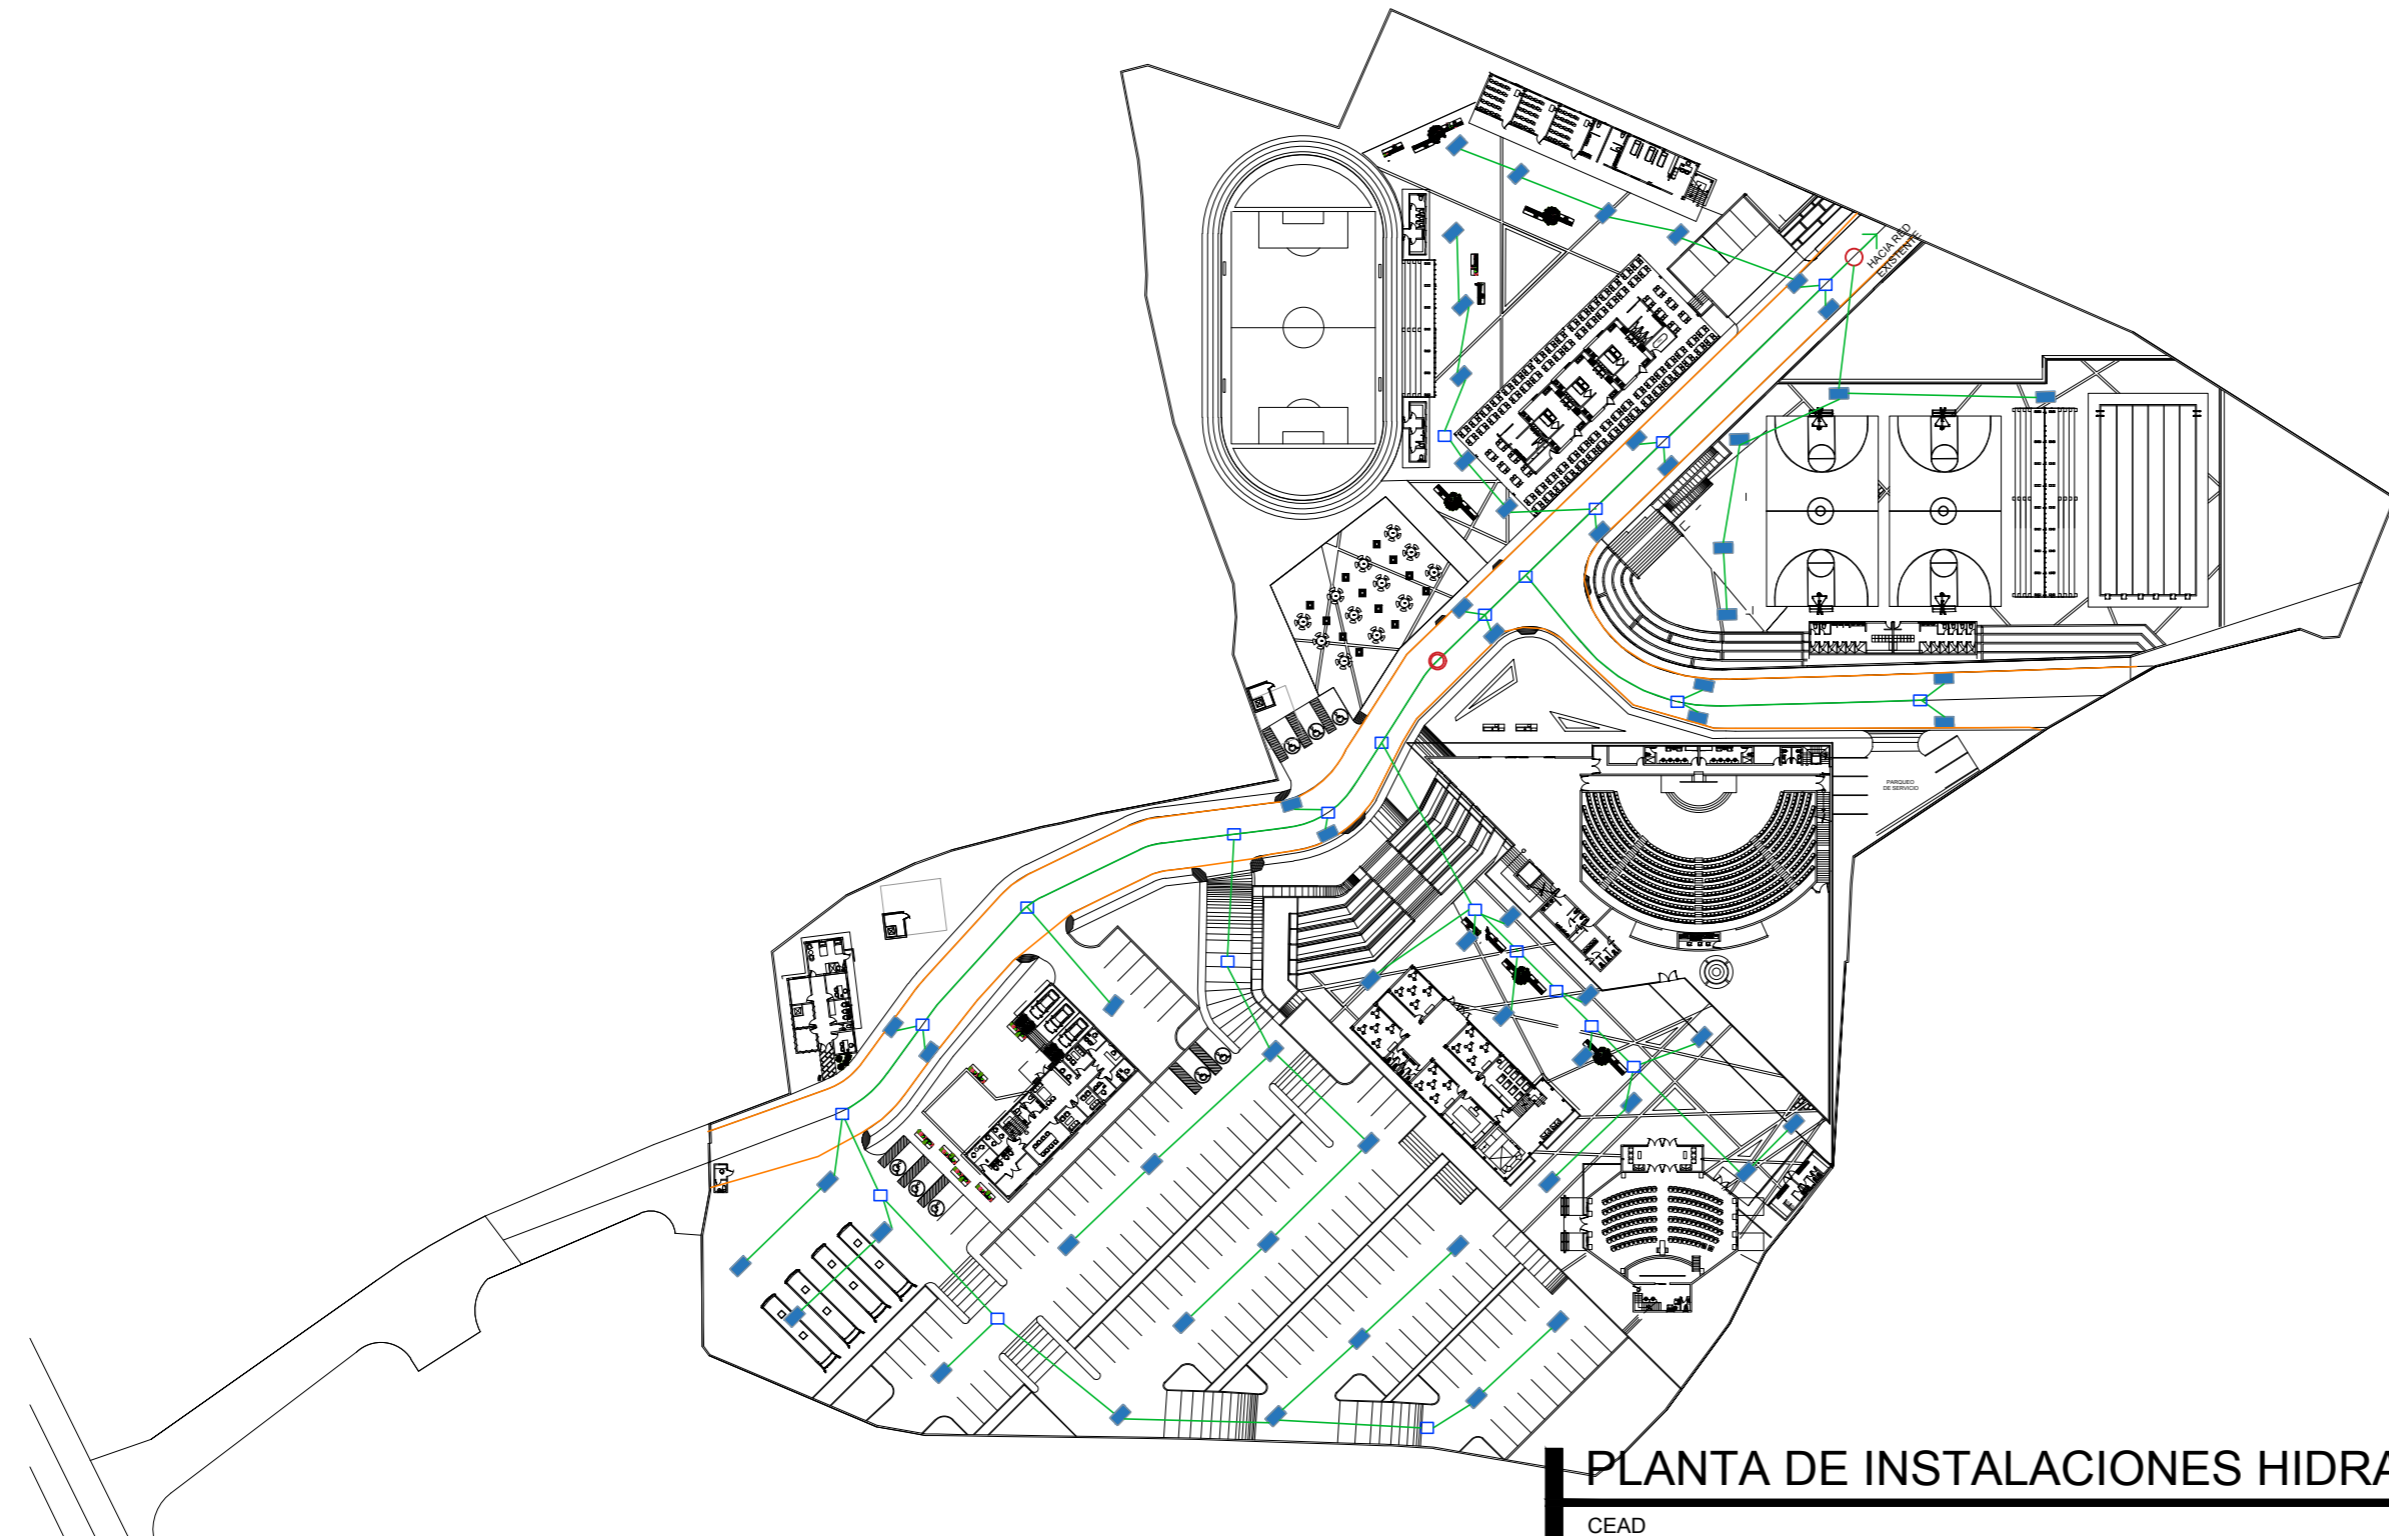 HACIA RED
EXISTENTE
PARQUEO
DE SERVICIO
PLANTA DE INSTALACIONES HIDRA
CEAD